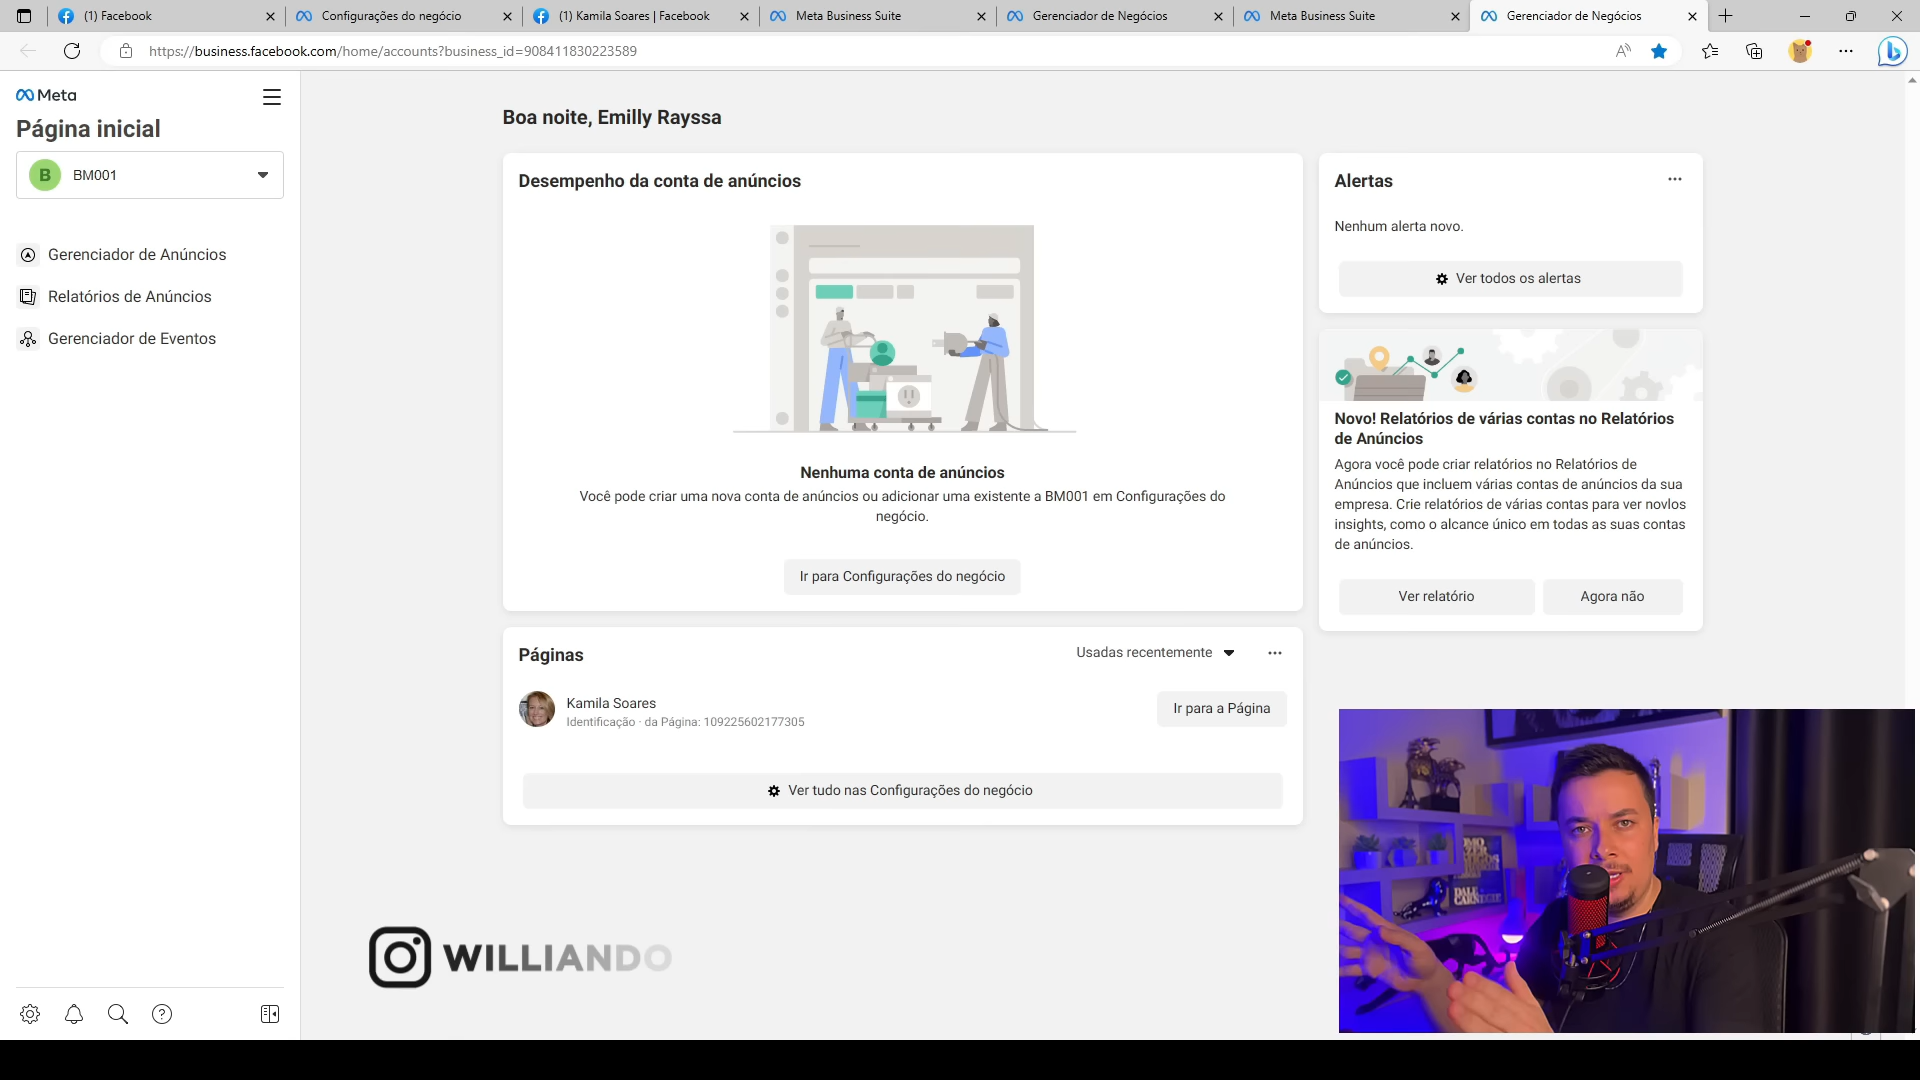 (1) Facebook
Configurações do negócio
(1) Kamila Soares | Facebook
Meta Business Suite
Gerenciador de Negócios
Meta Business Suite
Gerenciador de Negócios
https://business.facebook.com/home/accounts?business_id=908411830223589
Meta
Página inicial
B BM001
Gerenciador de Anúncios
Relatórios de Anúncios
Gerenciador de Eventos
Boa noite, Emilly Rayssa
Desempenho da conta de anúncios
Nenhuma conta de anúncios
Você pode criar uma nova conta de anúncios ou adicionar uma existente a BM001 em Configurações do
negócio.
Ir para Configurações do negócio
Páginas
Usadas recentemente
Kamila Soares
Identificação · da Página: 109225602177305
Ir para a Página
Ver tudo nas Configurações do negócio
Alertas
Nenhum alerta novo.
Ver todos os alertas
Novo! Relatórios de várias contas no Relatórios
de Anúncios
Agora você pode criar relatórios no Relatórios de
Anúncios que incluem várias contas de anúncios da sua
empresa. Crie relatórios de várias contas para ver novlos
insights, como o alcance único em todas as suas contas
de anúncios.
Ver relatório
Agora não
WILLIANDO
DALE
CARNEGIE